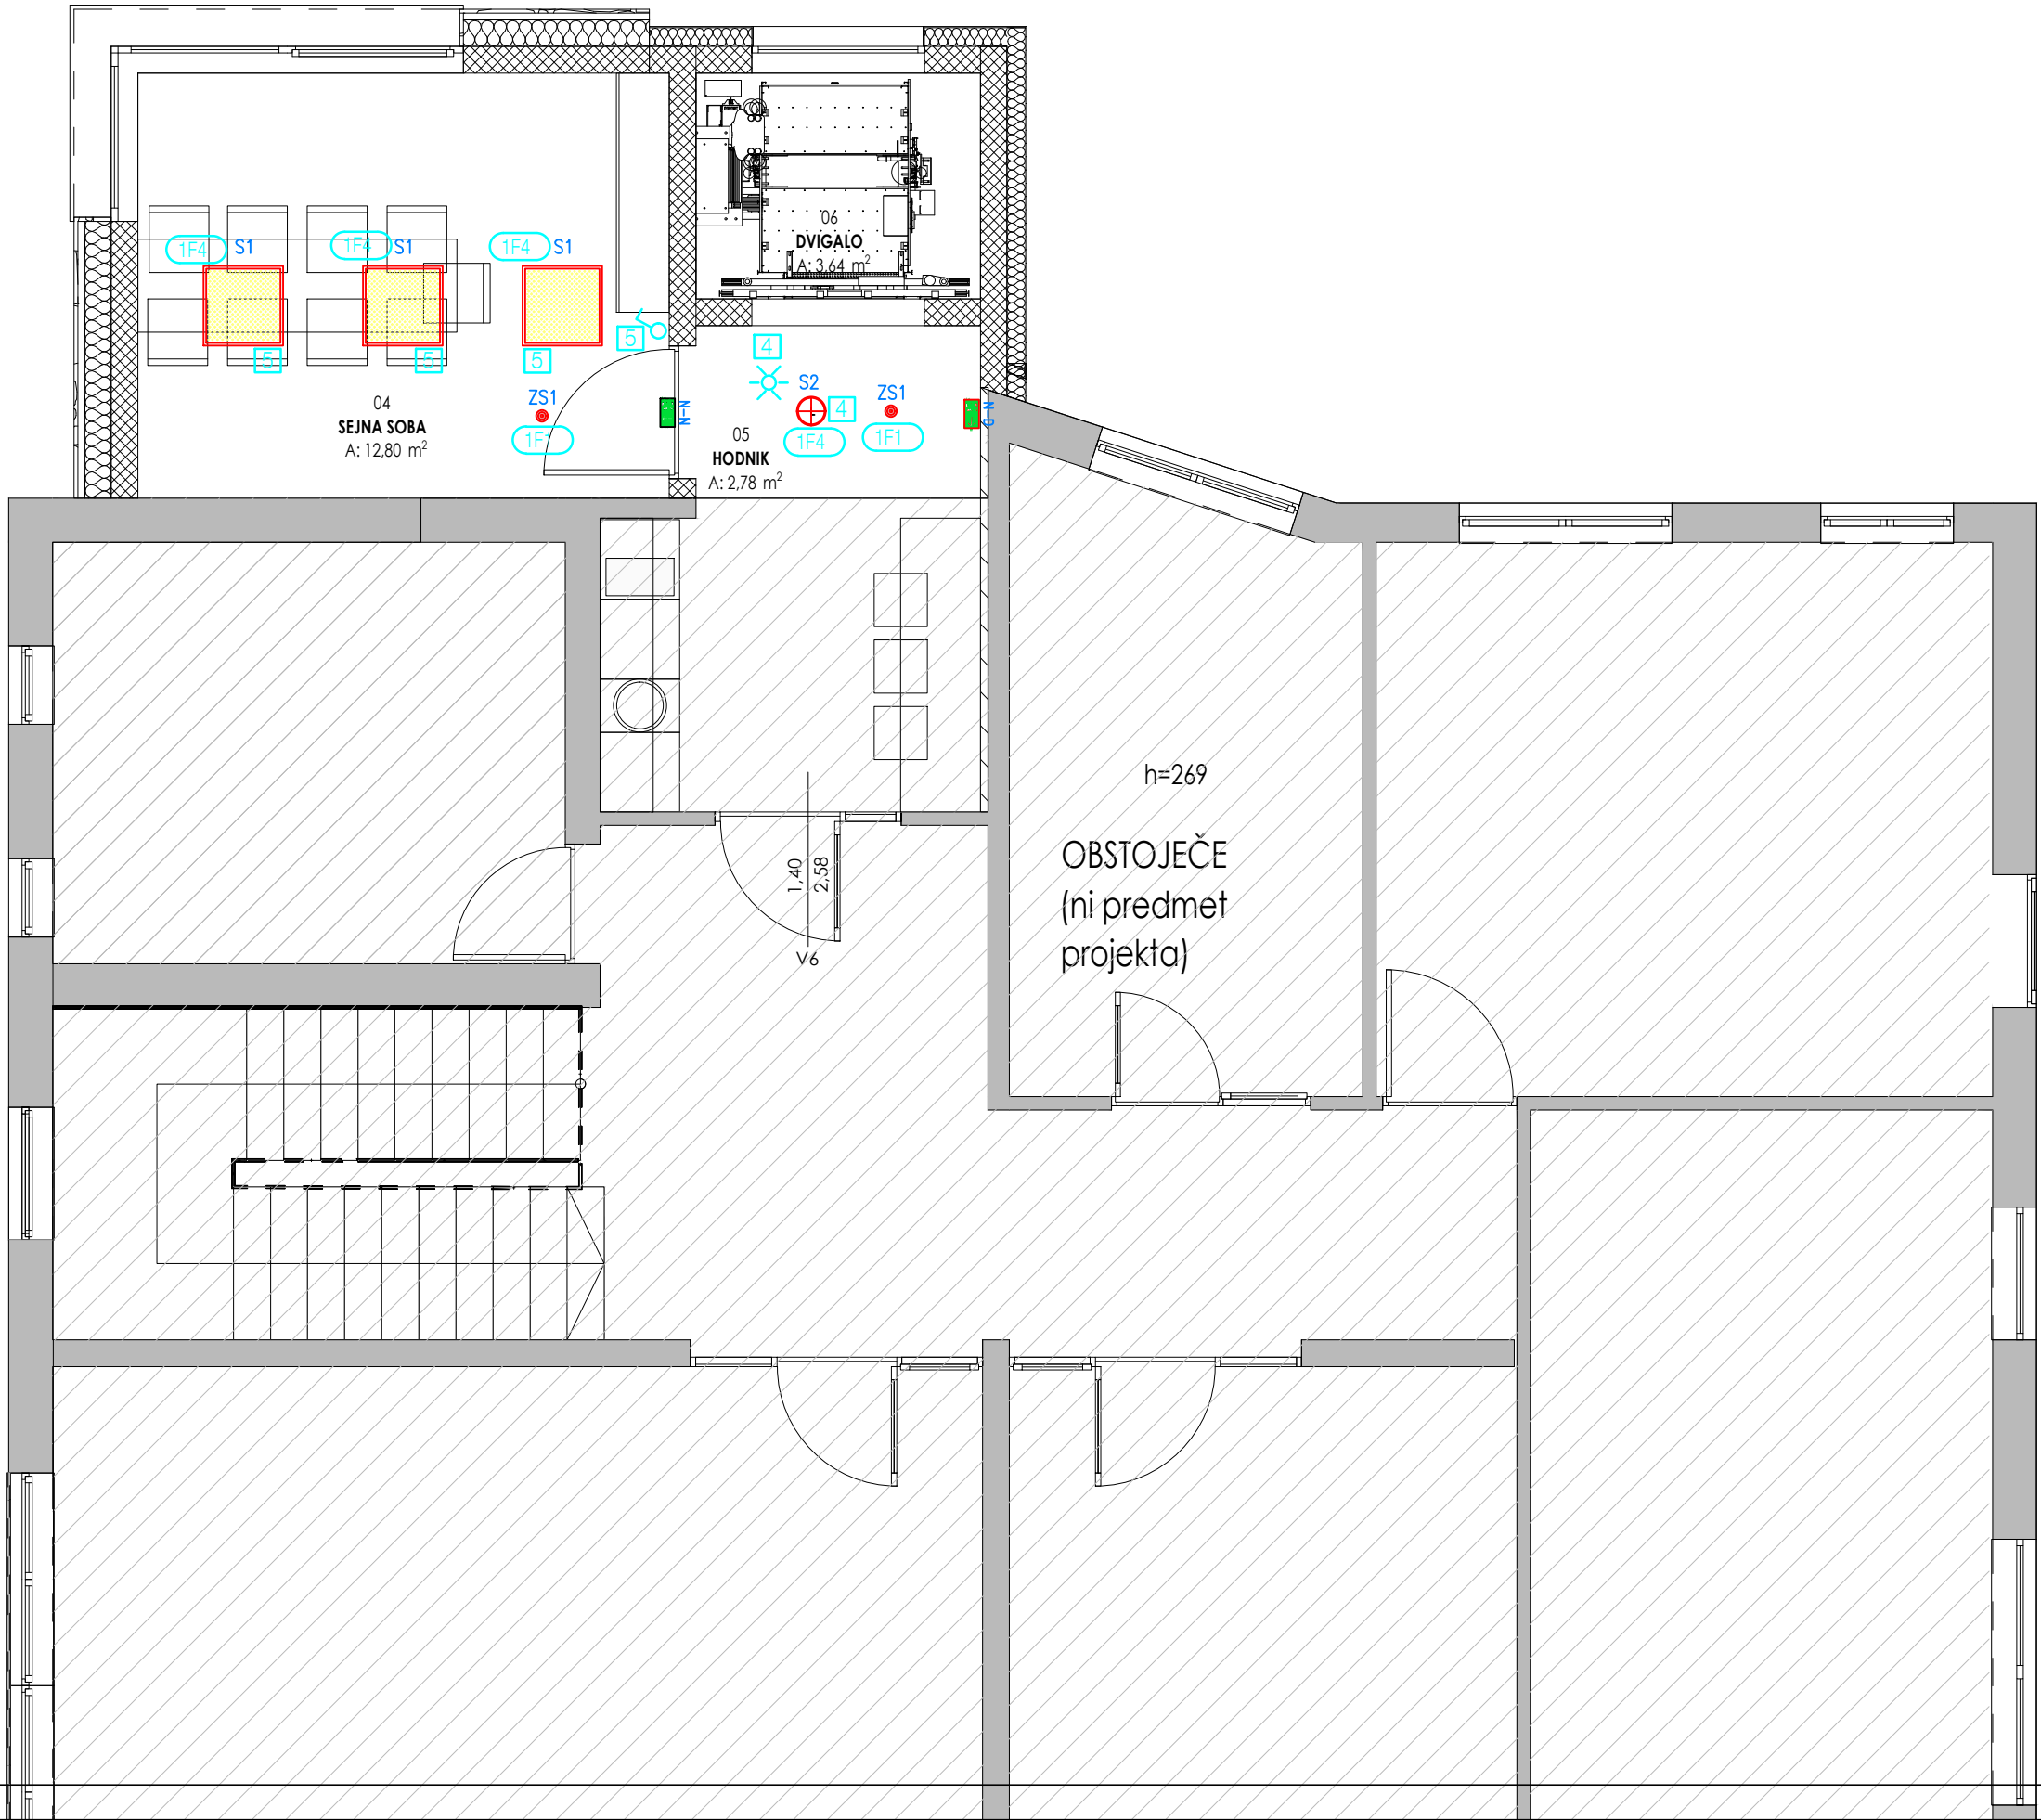 06
DVIGALO
A: 3,64 m²
1F4
S1
1F4
S1
1F4
S1
5
5
5
5
4
S2
4
1F4
ZS1
1F1
ZS1
1F1
N-N
N-D
04
SEJNA SOBA
A: 12,80 m²
05
HODNIK
A: 2,78 m²
h=269
OBSTOJEČE
(ni predmet
projekta)
1,40
2,58
V6